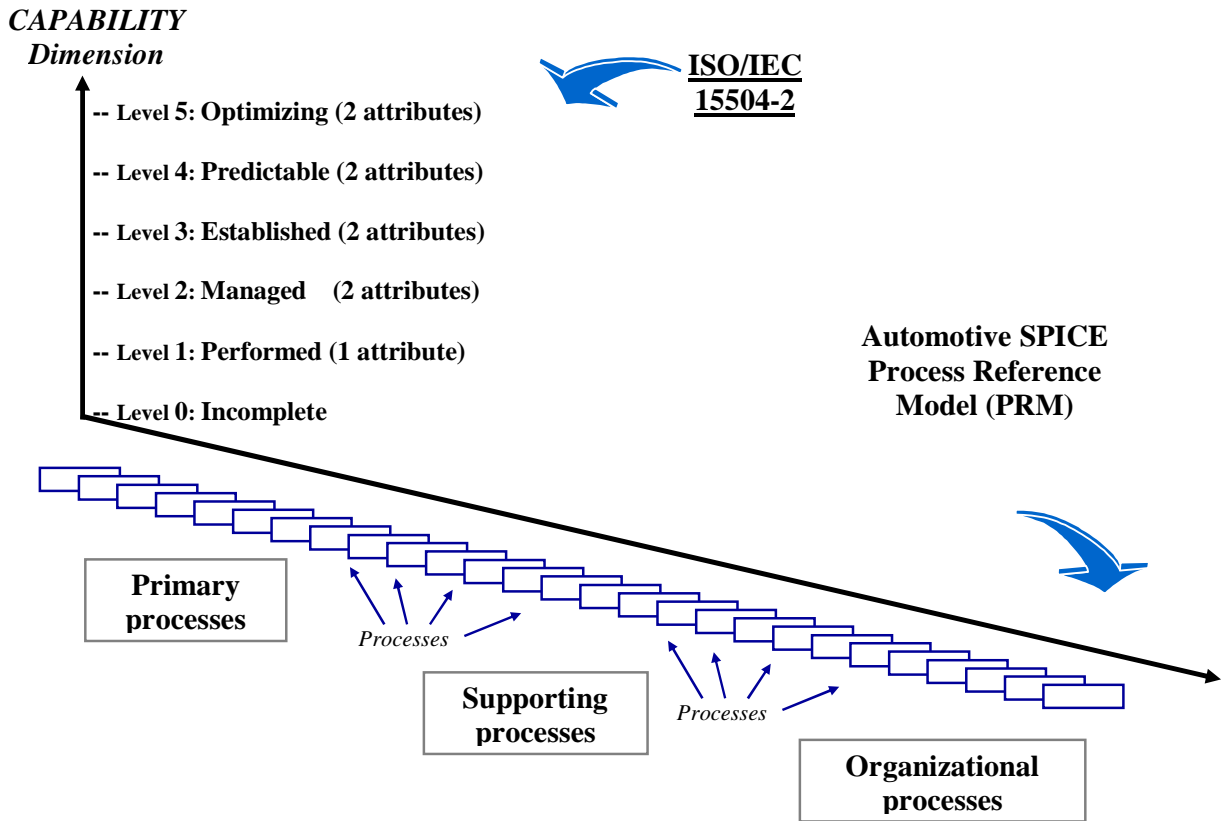 CAPABILITY
Dimension
ISO/IEC
15504-2
-- Level 5: Optimizing (2 attributes)
-- Level 4: Predictable (2 attributes)
-- Level 3: Established (2 attributes)
-- Level 2: Managed (2 attributes)
-- Level 1: Performed (1 attribute)
-- Level 0: Incomplete
Automotive SPICE
Process Reference
Model (PRM)
Primary
processes
Processes
Supporting
processes
Processes
Organizational
processes